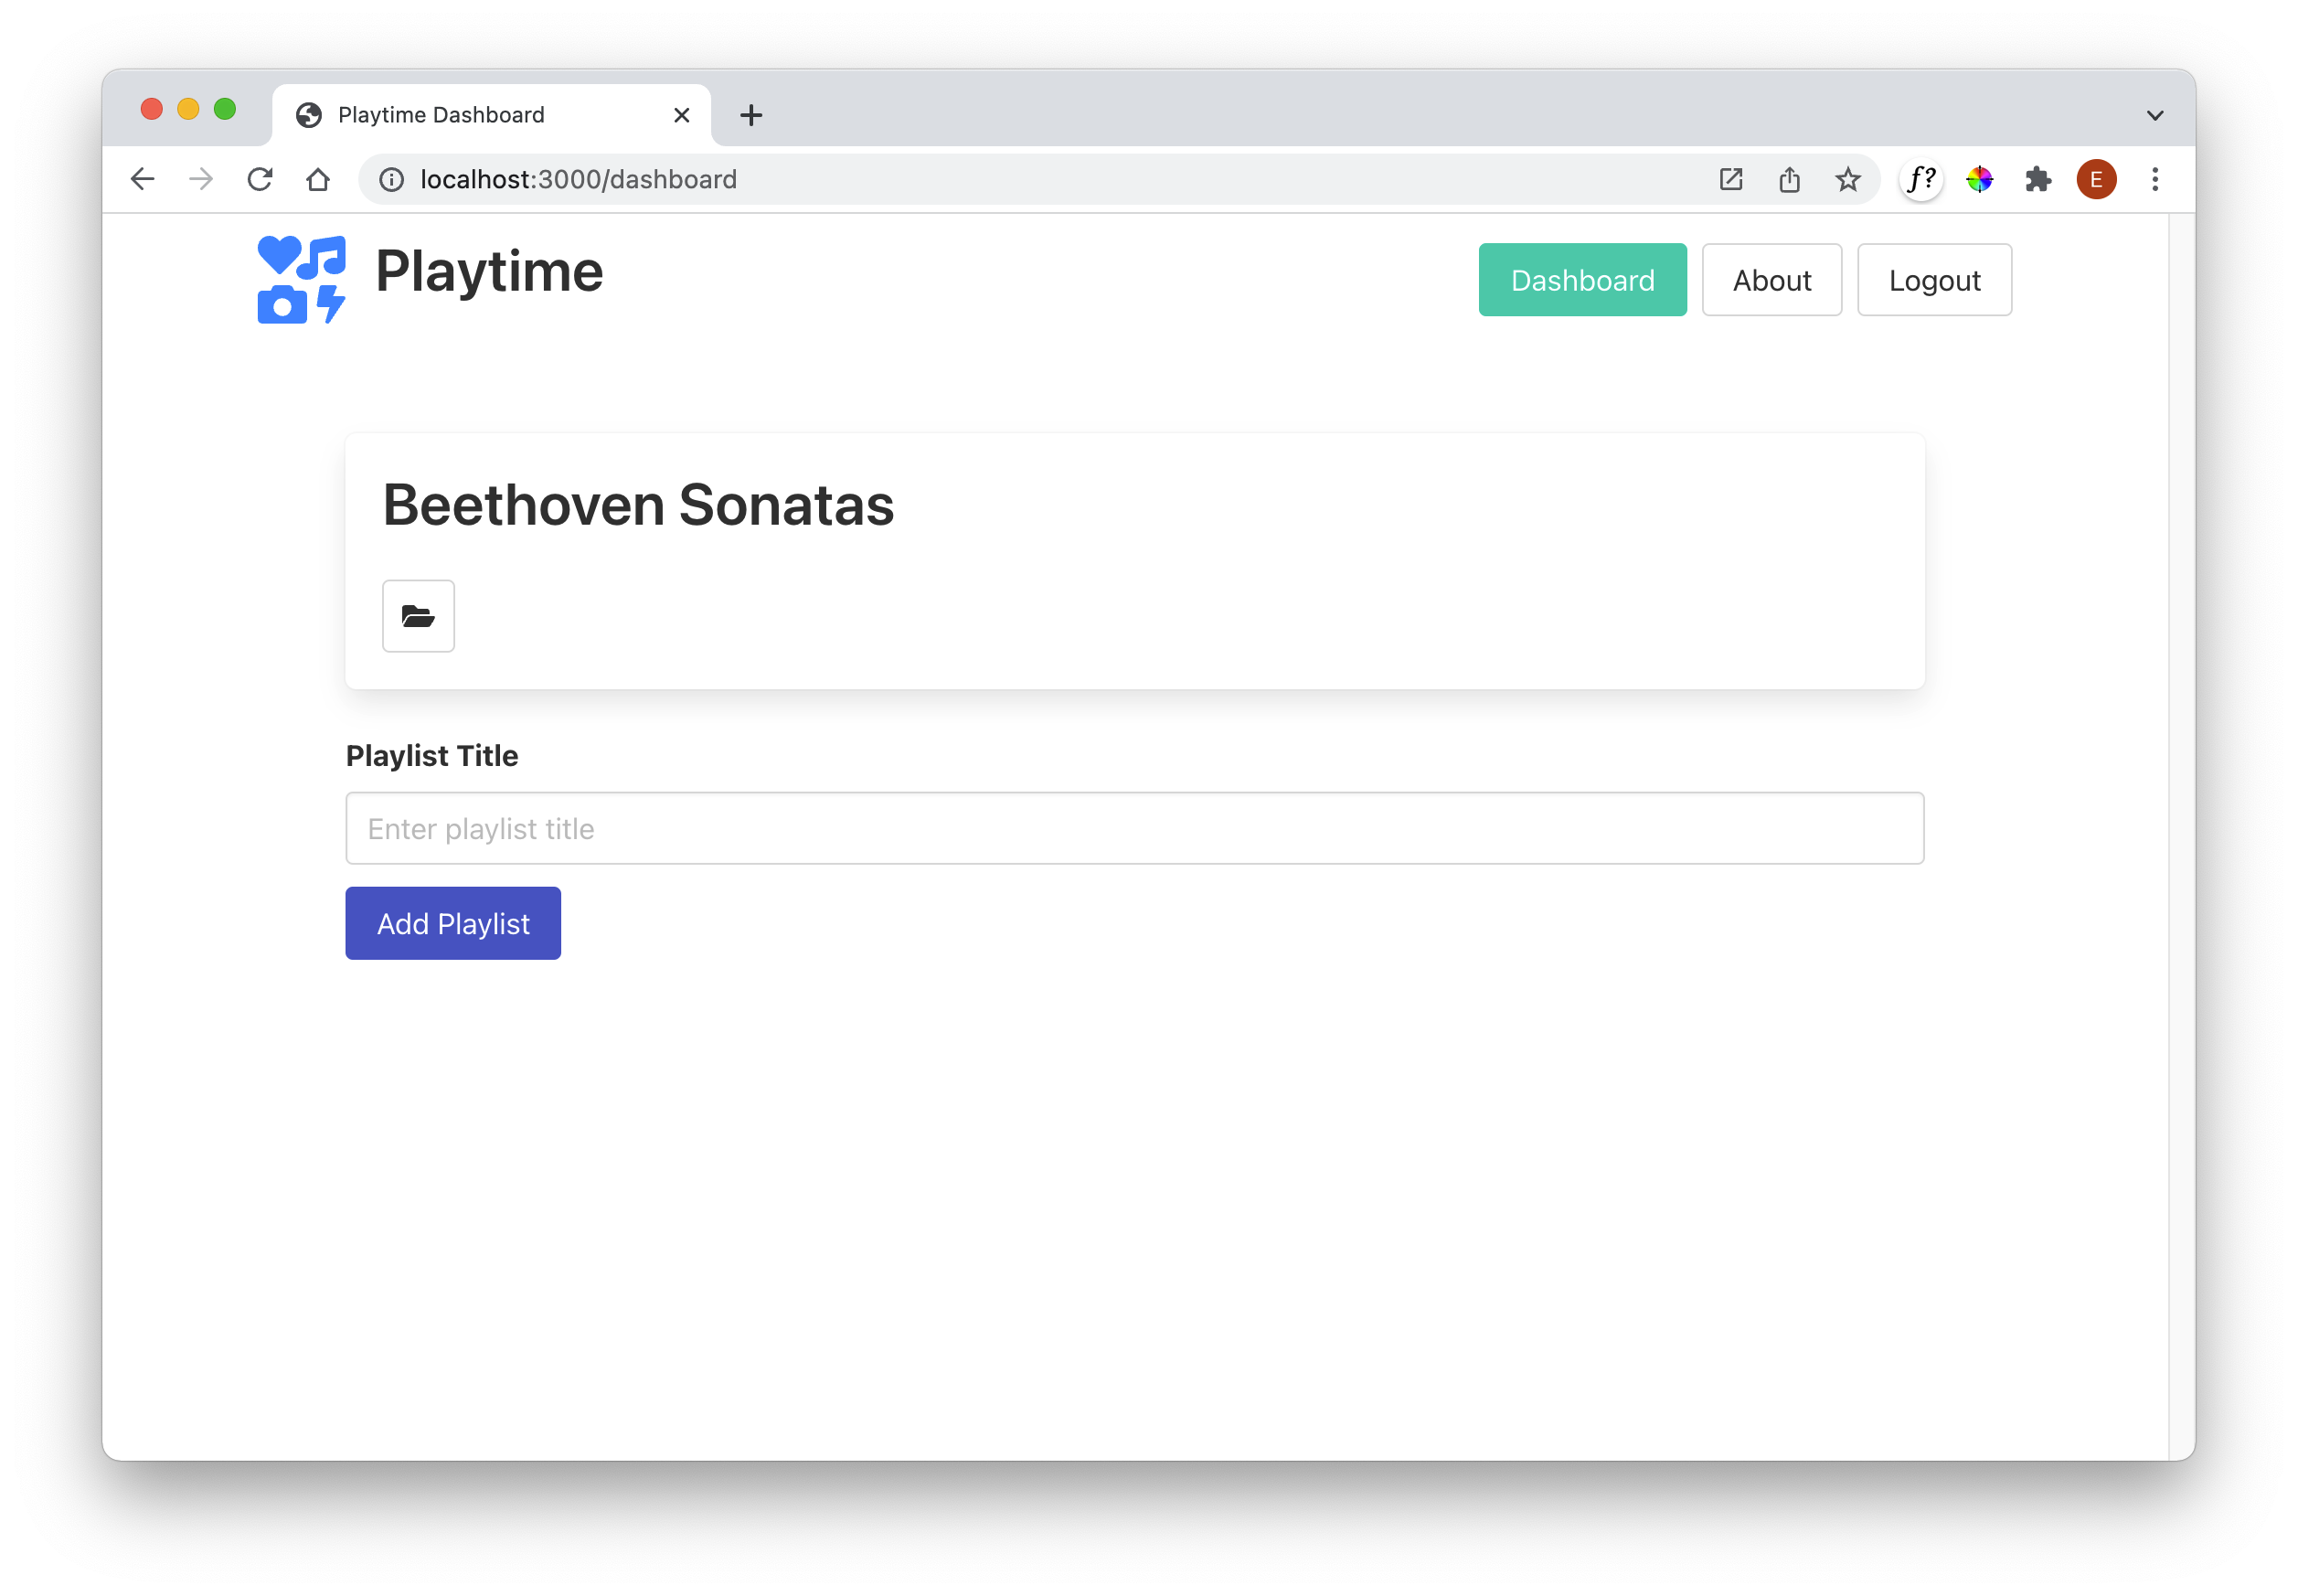 Playtime Dashboard
localhost:3000/dashboard
f?
E
Playtime
Dashboard
About
Logout
Beethoven Sonatas
Playlist Title
Enter playlist title
Add Playlist